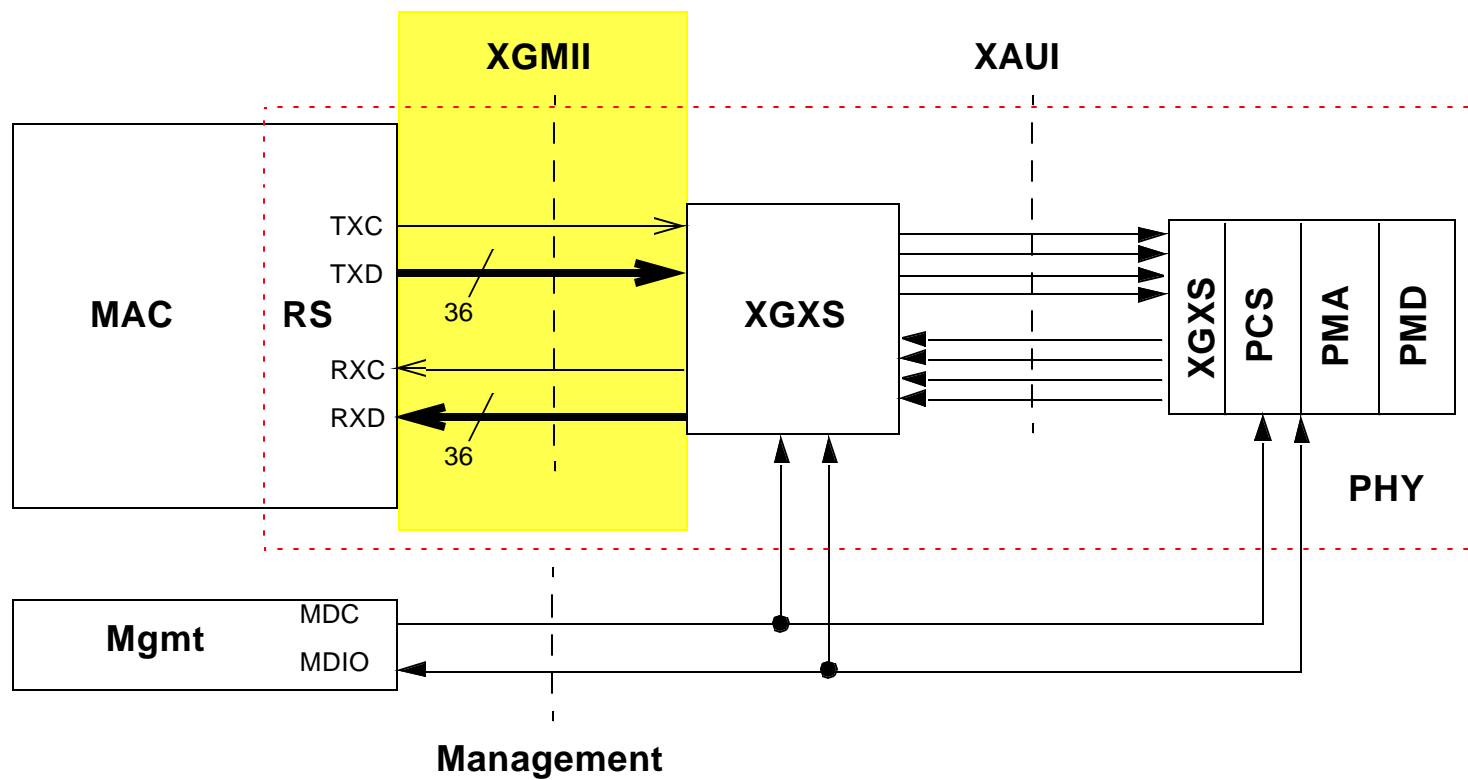 XGMII
XAUI
TXC
TXD
36
MAC
RS
XGXS
XGXS
PCS
PMA
PMD
RXC
RXD
36
PHY
MDC
Mgmt
MDIO
Management